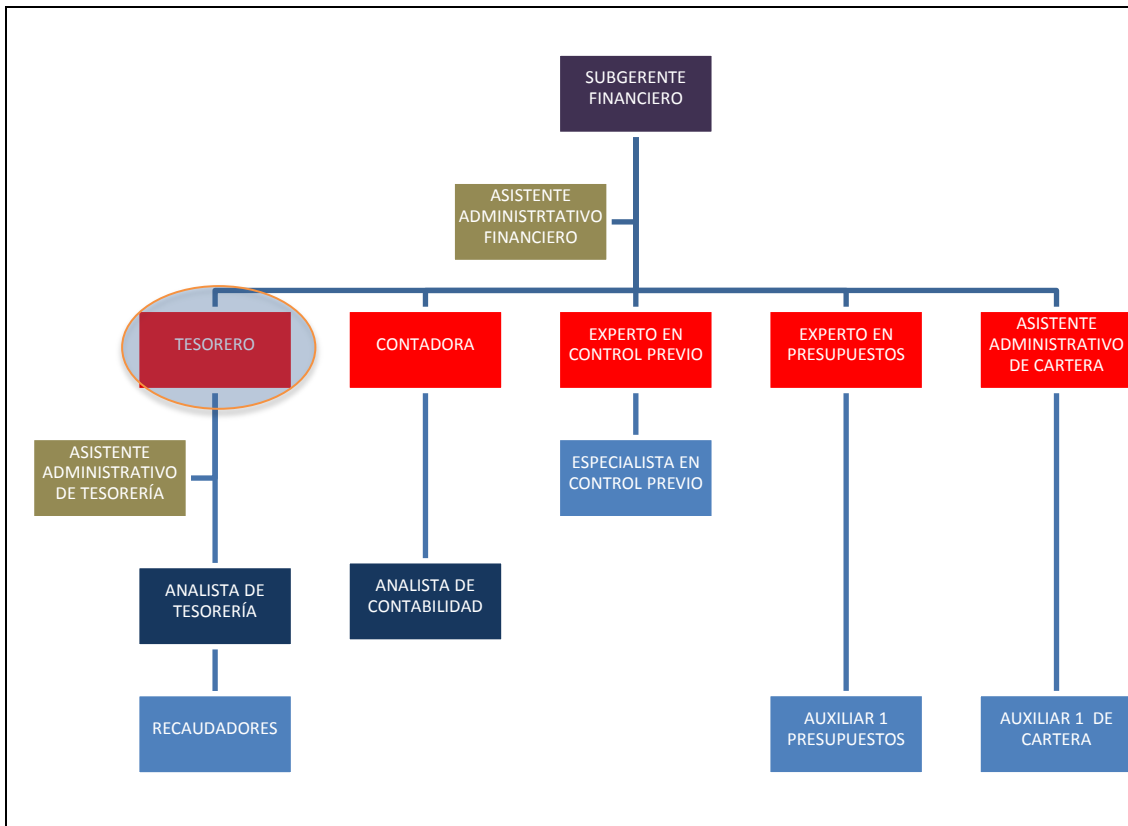 SUBGERENTE
FINANCIERO
ASISTENTE
ADMINISTRTATIVO
FINANCIERO
TESORERO
CONTADORA
EXPERTO EN
CONTROL PREVIO
EXPERTO EN
PRESUPUESTOS
ASISTENTE
ADMINISTRATIVO
DE CARTERA
ASISTENTE
ADMINISTRATIVO
DE TESORERÍA
ESPECIALISTA EN
CONTROL PREVIO
ANALISTA DE
TESORERÍA
ANALISTA DE
CONTABILIDAD
RECAUDADORES
AUXILIAR 1
PRESUPUESTOS
AUXILIAR 1 DE
CARTERA